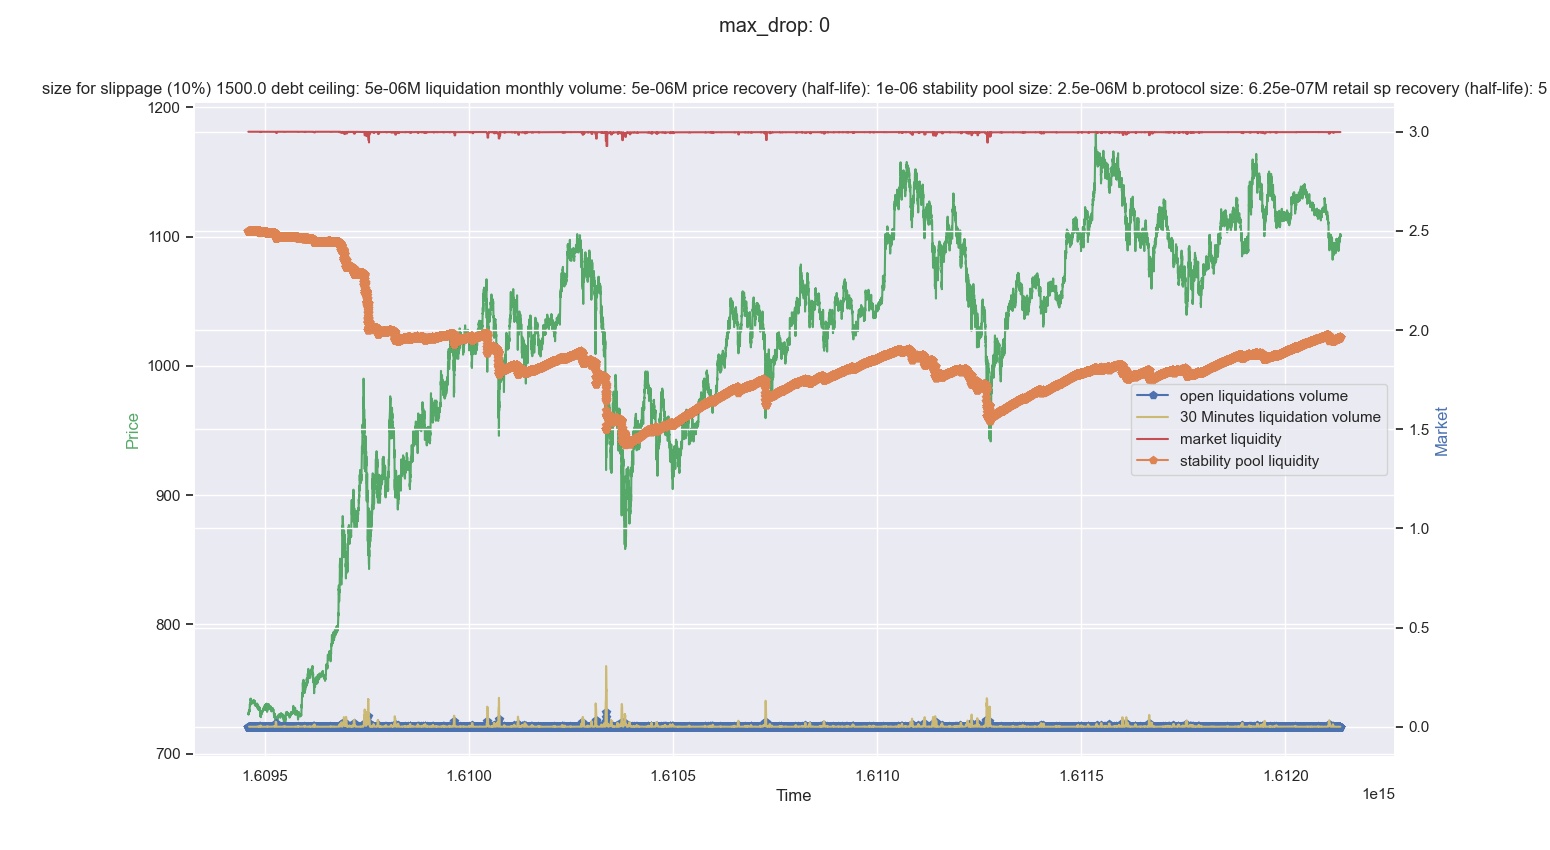 max_drop: 0
size for slippage (10%) 1500.0 debt ceiling: 5e-06M liquidation monthly volume: 5e-06M price recovery (half-life): 1e-06 stability pool size: 2.5e-06M b.protocol size: 6.25e-07M retail sp recovery (half-life): 5
1200
1100
1000
900
800
700
Price
3.0
2.5
2.0
1.5
1.0
0.5
0.0
Market
open liquidations volume
30 Minutes liquidation volume
market liquidity
stability pool liquidity
1.6095
1.6100
1.6105
1.6110
1.6115
1.6120
1e15
Time